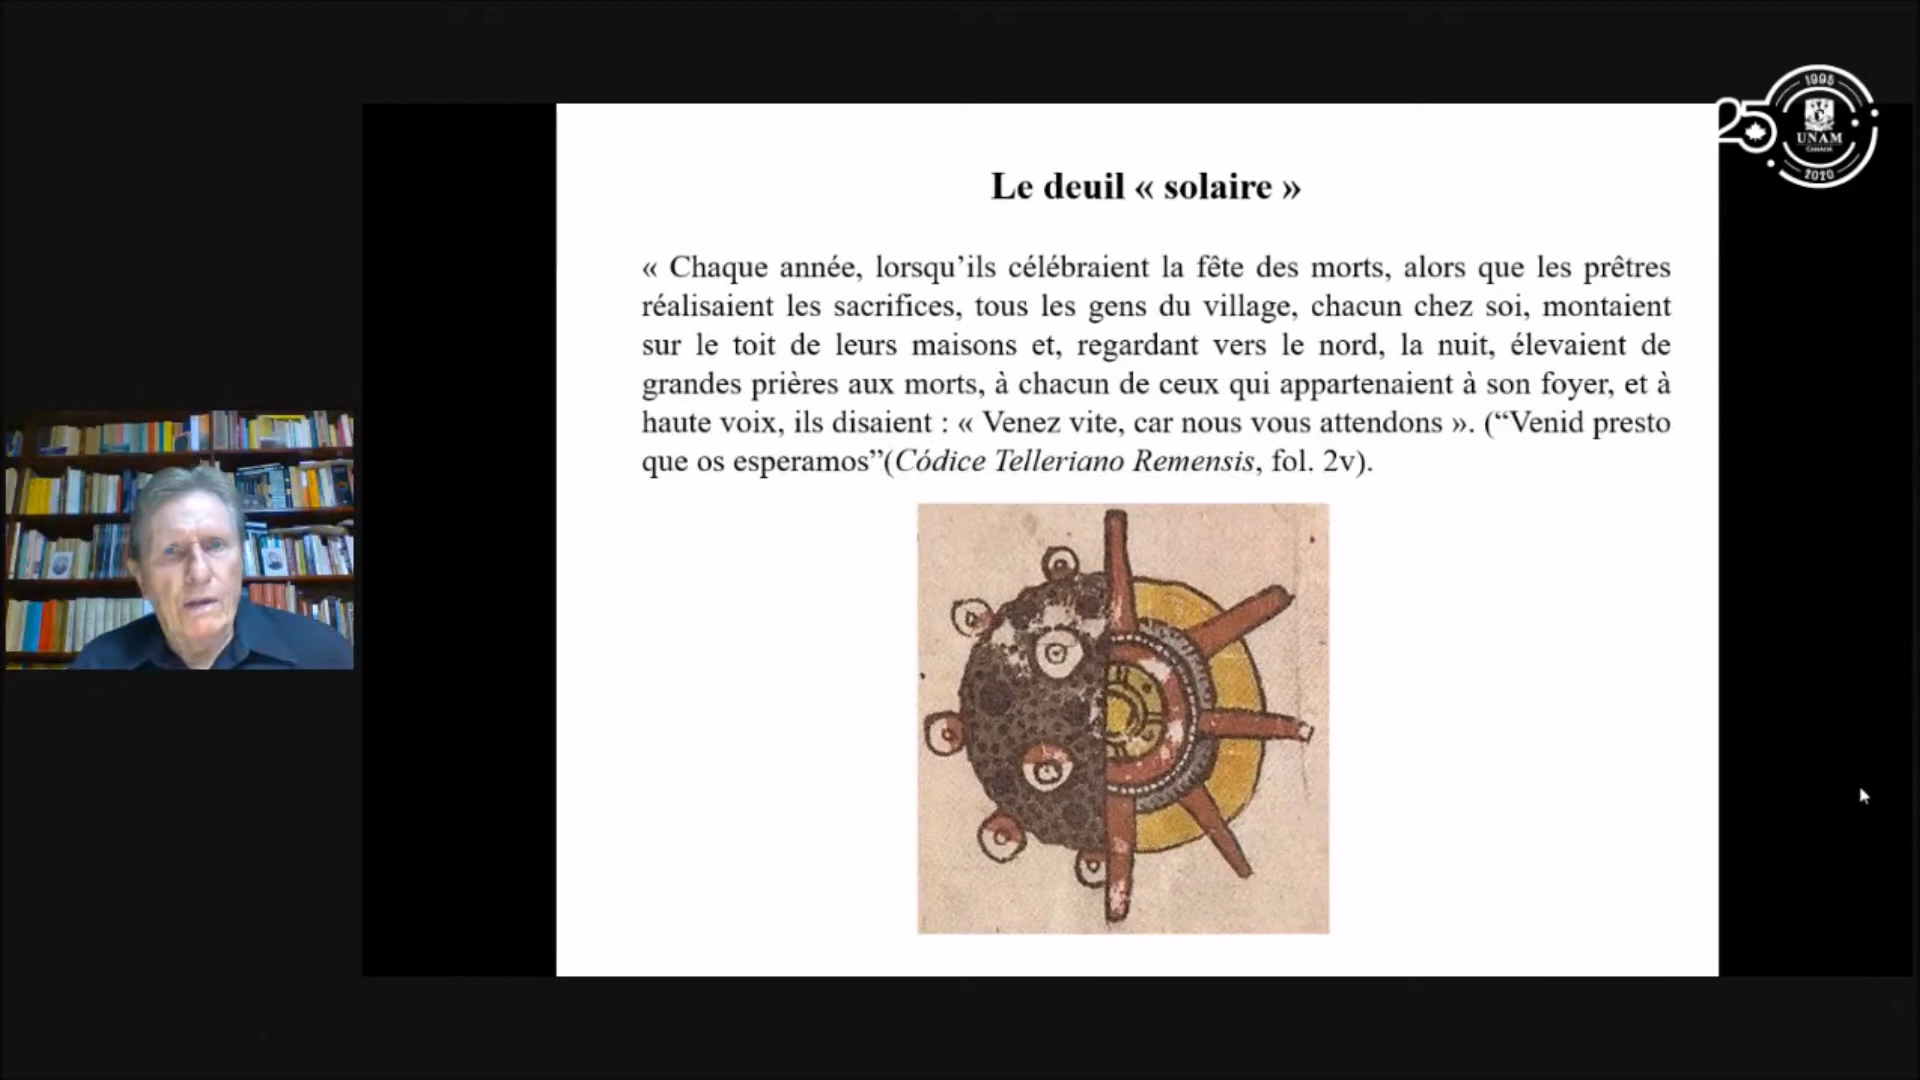 1995
25
UNAM
CANADÁ
2020
Le deuil « solaire »
« Chaque année, lorsqu’ils célébraient la fête des morts, alors que les prêtres
réalisaient les sacrifices, tous les gens du village, chacun chez soi, montaient
sur le toit de leurs maisons et, regardant vers le nord, la nuit, élevaient de
grandes prières aux morts, à chacun de ceux qui appartenaient à son foyer, et à
haute voix, ils disaient : « Venez vite, car nous vous attendons ». (“Venid presto
que os esperamos”(Códice Telleriano Remensis, fol. 2v).